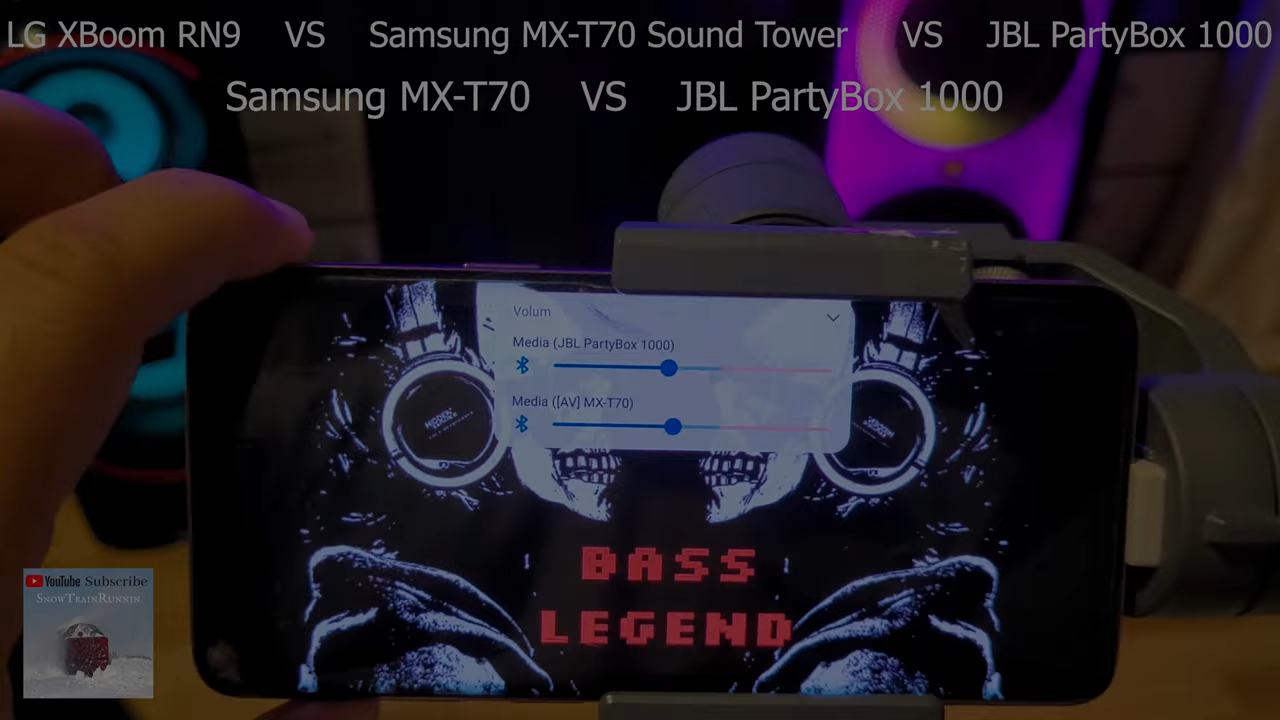 LG XBoom RN9 VS Samsung MX-T70 Sound Tower VS JBL PartyBox 1000
Samsung MX-T70 VS JBL PartyBox 1000
Volum
Media (JBL PartyBox 1000)
Media ([AV] MX-T70)
BASS
LEGEND
YouTube Subscribe
SnowTrainRunnin